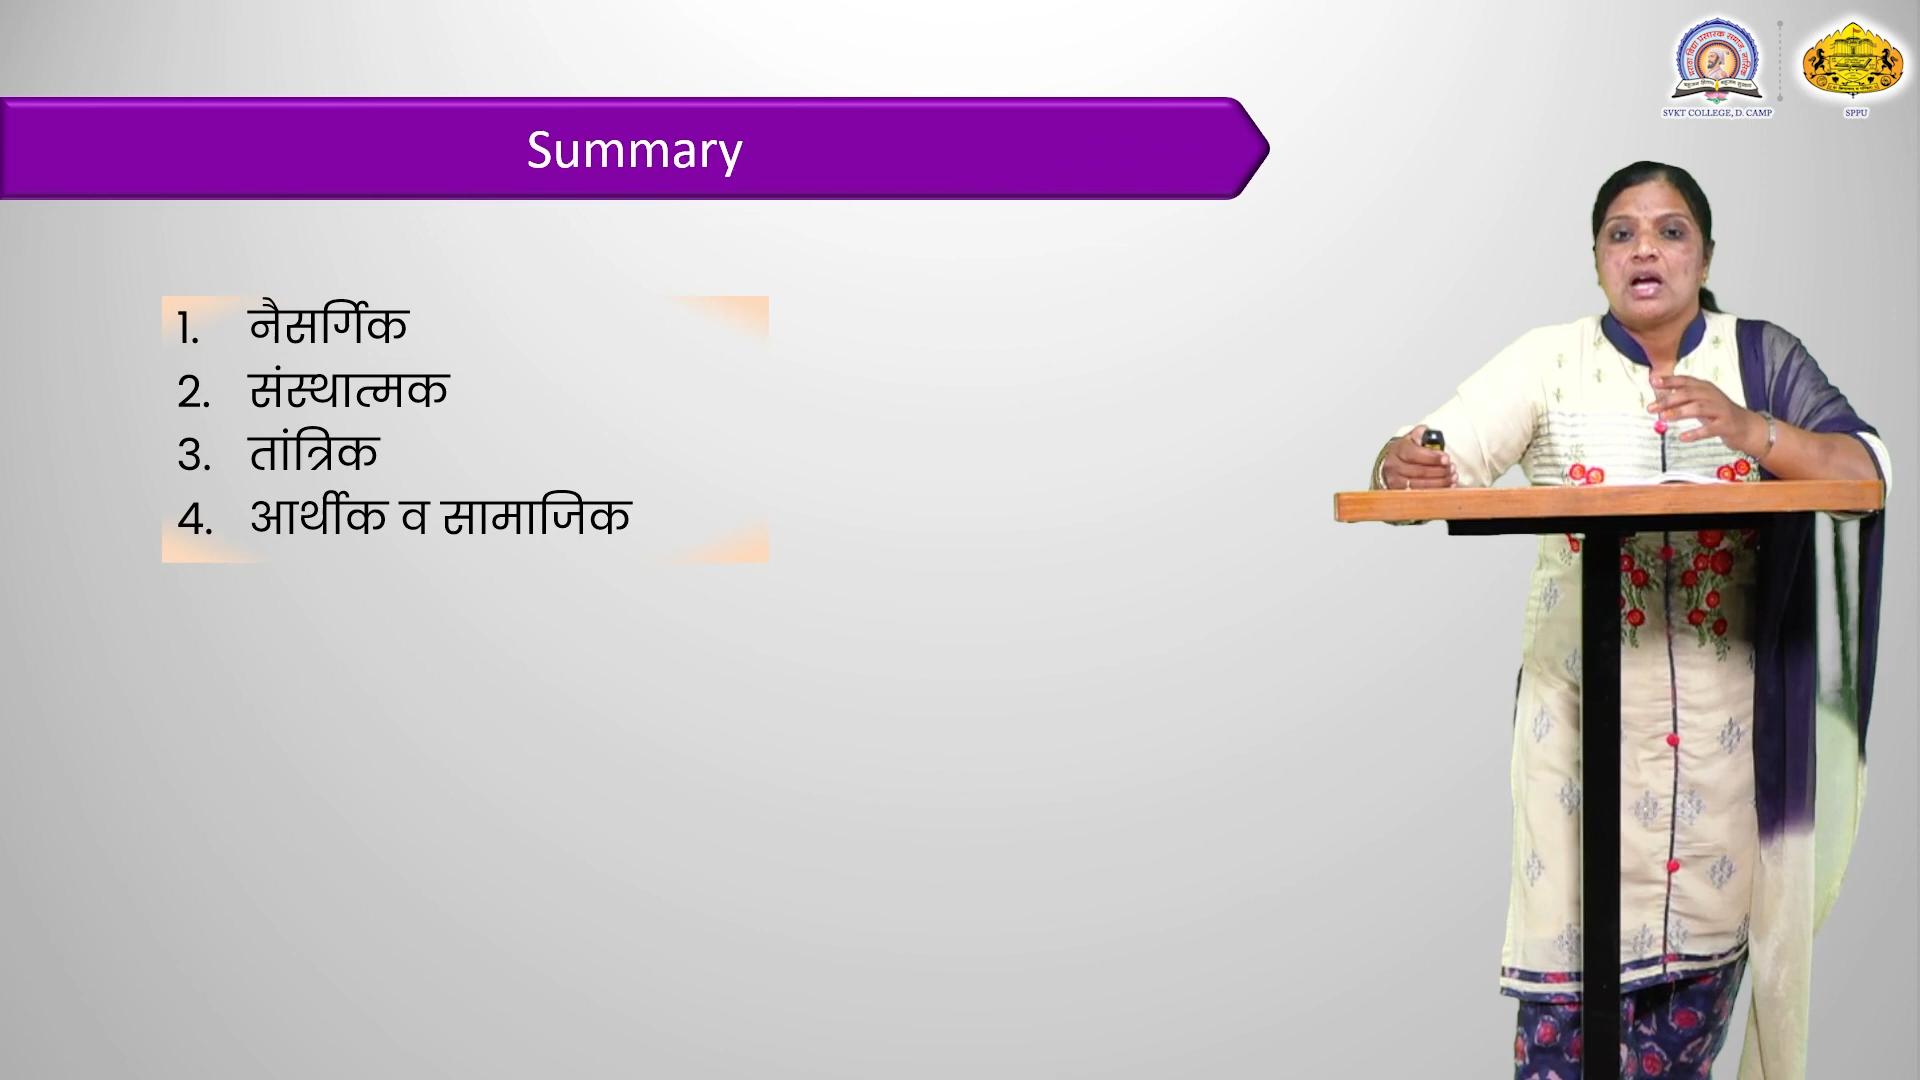 SVKT COLLEGE, D. CAMP
SPPU
Summary
1. नैसर्गिक
2. संस्थात्मक
3. तांत्रिक
4. आर्थीक व सामाजिक